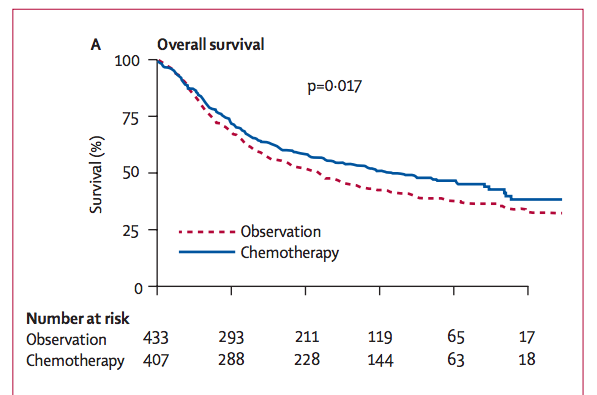 A Overall survival
100
p=0·017
75
50
Survival (%)
25
Observation
Chemotherapy
0
Number at risk
Observation 433 293 211 119 65 17
Chemotherapy 407 288 228 144 63 18